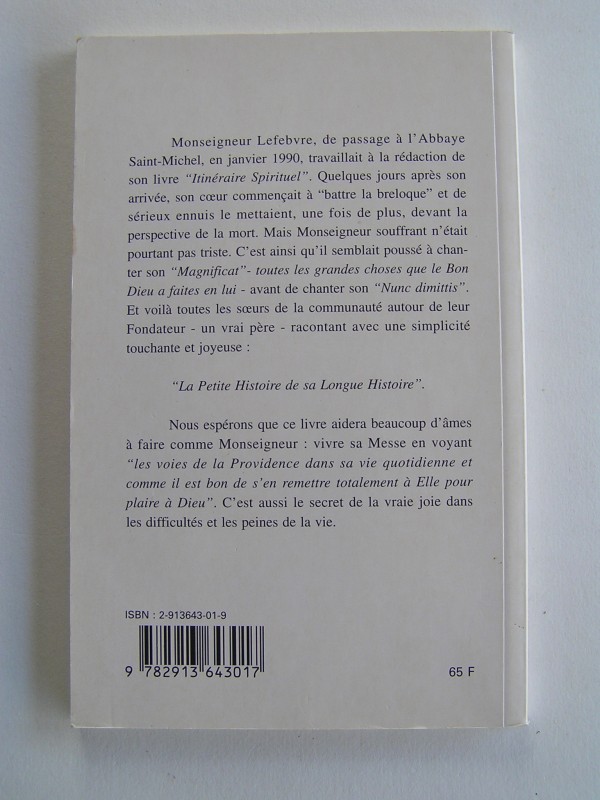 Monseigneur Lefebvre, de passage à l'Abbaye
Saint-Michel, en janvier 1990, travaillait à la rédaction de
son livre “Itinéraire Spirituel”. Quelques jours après son
arrivée, son cœur commençait à “battre la breloque” et de
sérieux ennuis le mettaient, une fois de plus, devant la
perspective de la mort. Mais Monseigneur souffrant n'était
pourtant pas triste. C'est ainsi qu'il semblait poussé à chan-
ter son “Magnificat”- toutes les grandes choses que le Bon
Dieu a faites en lui - avant de chanter son “Nunc dimittis”.
Et voilà toutes les sœurs de la communauté autour de leur
Fondateur - un vrai père - racontant avec une simplicité
touchante et joyeuse :
“La Petite Histoire de sa Longue Histoire”.
Nous espérons que ce livre aidera beaucoup d'âmes
à faire comme Monseigneur : vivre sa Messe en voyant
“les voies de la Providence dans sa vie quotidienne et
comme il est bon de s'en remettre totalement à Elle pour
plaire à Dieu”. C'est aussi le secret de la vraie joie dans
les difficultés et les peines de la vie.
ISBN : 2-913643-01-9
9 782913 643017
65 F